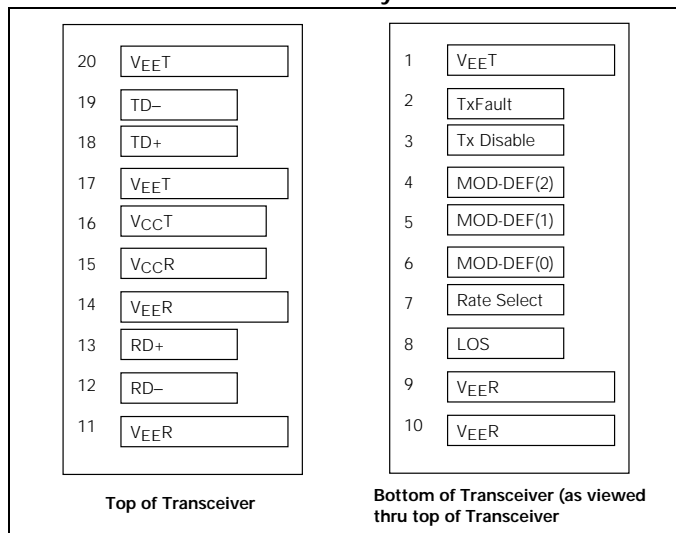 20 VEET
19 TD–
18 TD+
17 VEET
16 VCCT
15 VCCR
14 VEER
13 RD+
12 RD–
11 VEER
Top of Transceiver
1 VEET
2 TxFault
3 Tx Disable
4 MOD-DEF(2)
5 MOD-DEF(1)
6 MOD-DEF(0)
7 Rate Select
8 LOS
9 VEER
10 VEER
Bottom of Transceiver (as viewed
thru top of Transceiver